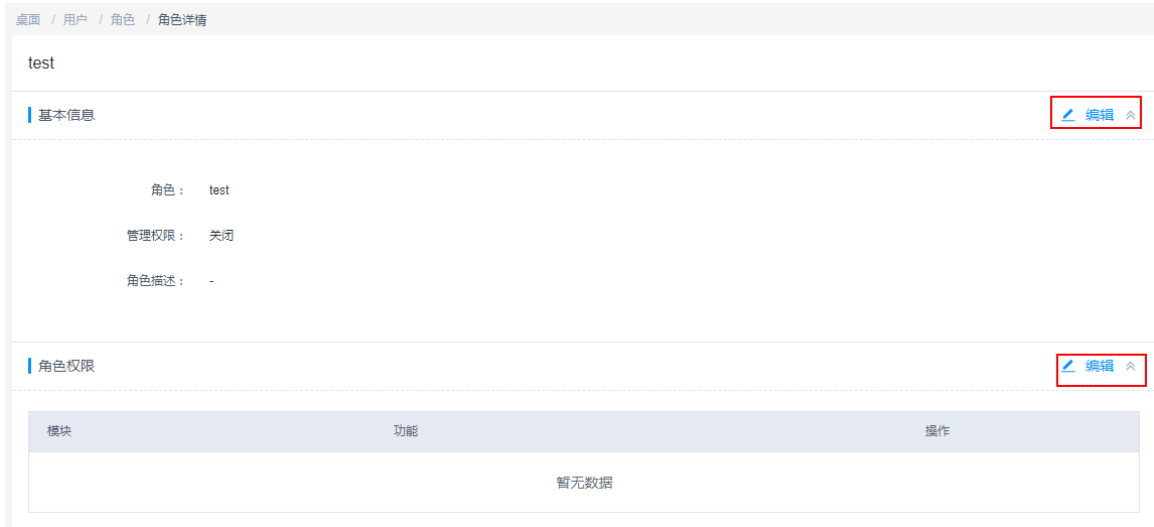 桌面 / 用户 / 角色 / 角色详情
test
基本信息 编辑
角色： test
管理权限： 关闭
角色描述： -
角色权限 编辑
模块 功能 操作
暂无数据